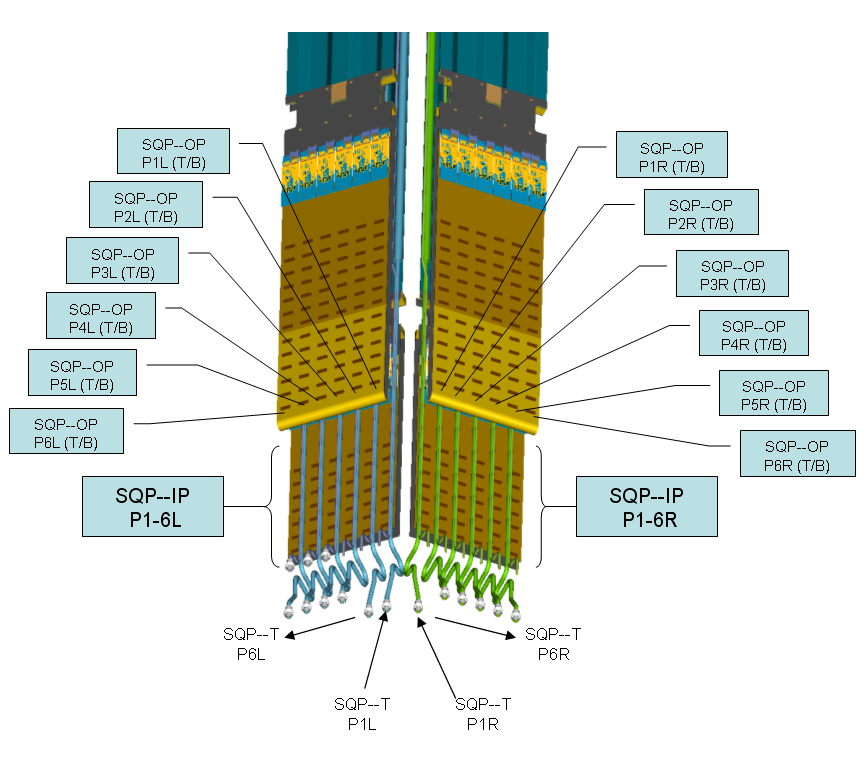 SQP--OP
P1L (T/B)
SQP--OP
P2L (T/B)
SQP--OP
P3L (T/B)
SQP--OP
P4L (T/B)
SQP--OP
P5L (T/B)
SQP--OP
P6L (T/B)
SQP--IP
P1-6L
SQP--OP
P1R (T/B)
SQP--OP
P2R (T/B)
SQP--OP
P3R (T/B)
SQP--OP
P4R (T/B)
SQP--OP
P5R (T/B)
SQP--OP
P6R (T/B)
SQP--IP
P1-6R
SQP--T
P6L
SQP--T
P6R
SQP--T
P1L
SQP--T
P1R